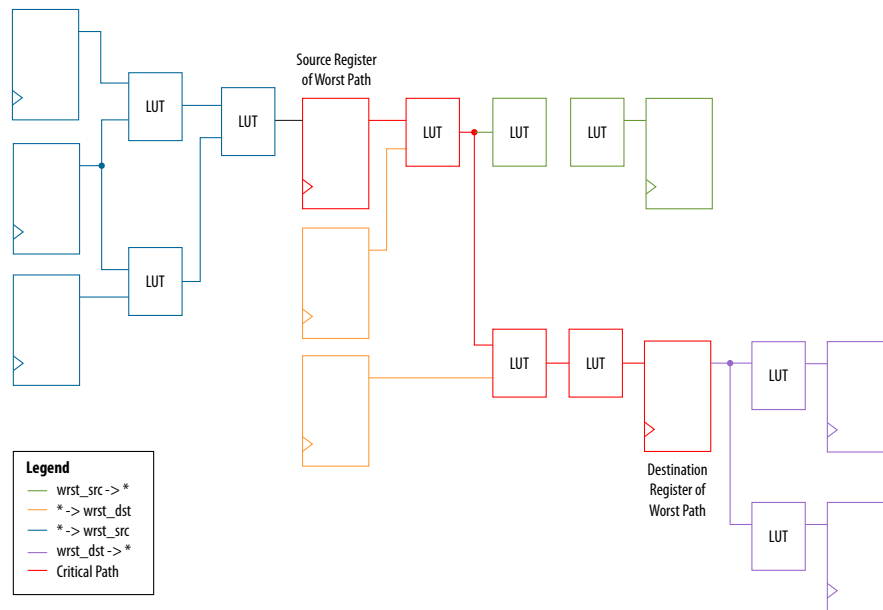 Source Register
of Worst Path
LUT
LUT
LUT
LUT
LUT
LUT
LUT
LUT
LUT
Destination
Register of
Worst Path
LUT
LUT
Legend
wrst_src -> *
* -> wrst_dst
* -> wrst_src
wrst_dst -> *
Critical Path